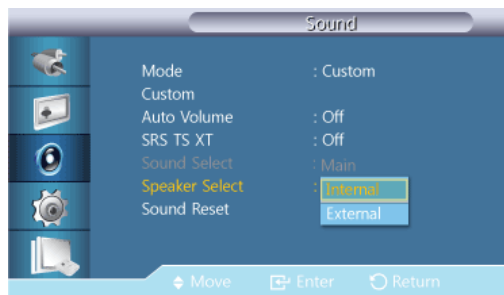 Sound
Mode : Custom
Custom
Auto Volume : Off
SRS TS XT : Off
Sound Select : Main
Speaker Select : Internal
External
Sound Reset
Move Enter Return